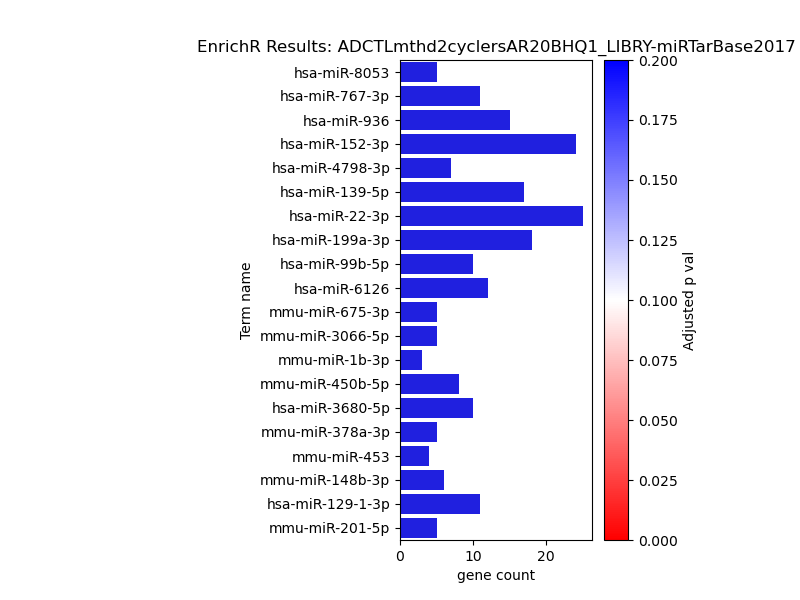 EnrichR Results: ADCTLmthd2cyclersAR20BHQ1_LIBRY-miRTarBase2017
hsa-miR-8053
hsa-miR-767-3p
hsa-miR-936
hsa-miR-152-3p
hsa-miR-4798-3p
hsa-miR-139-5p
hsa-miR-22-3p
hsa-miR-199a-3p
hsa-miR-99b-5p
hsa-miR-6126
mmu-miR-675-3p
mmu-miR-3066-5p
mmu-miR-1b-3p
mmu-miR-450b-5p
hsa-miR-3680-5p
mmu-miR-378a-3p
mmu-miR-453
mmu-miR-148b-3p
hsa-miR-129-1-3p
mmu-miR-201-5p
Term name
0 10 20
gene count
0.200
0.175
0.150
0.125
0.100
0.075
0.050
0.025
0.000
Adjusted p val